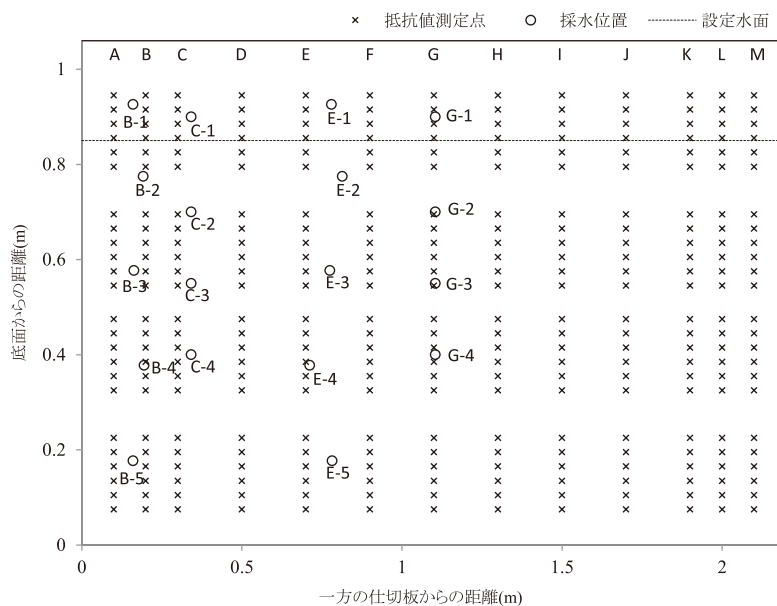 × 抵抗値測定点 ○ 採水位置 ------ 設定水面
A B C D E F G H I J K L M
1
B-1 C-1 E-1 G-1
0.8
B-2 E-2
C-2 G-2
0.6
B-3 E-3
C-3 G-3
0.4
B-4 C-4 E-4 G-4
0.2
B-5 E-5
0
0 0.5 1 1.5 2
底面からの距離(m)
一方の仕切板からの距離(m)